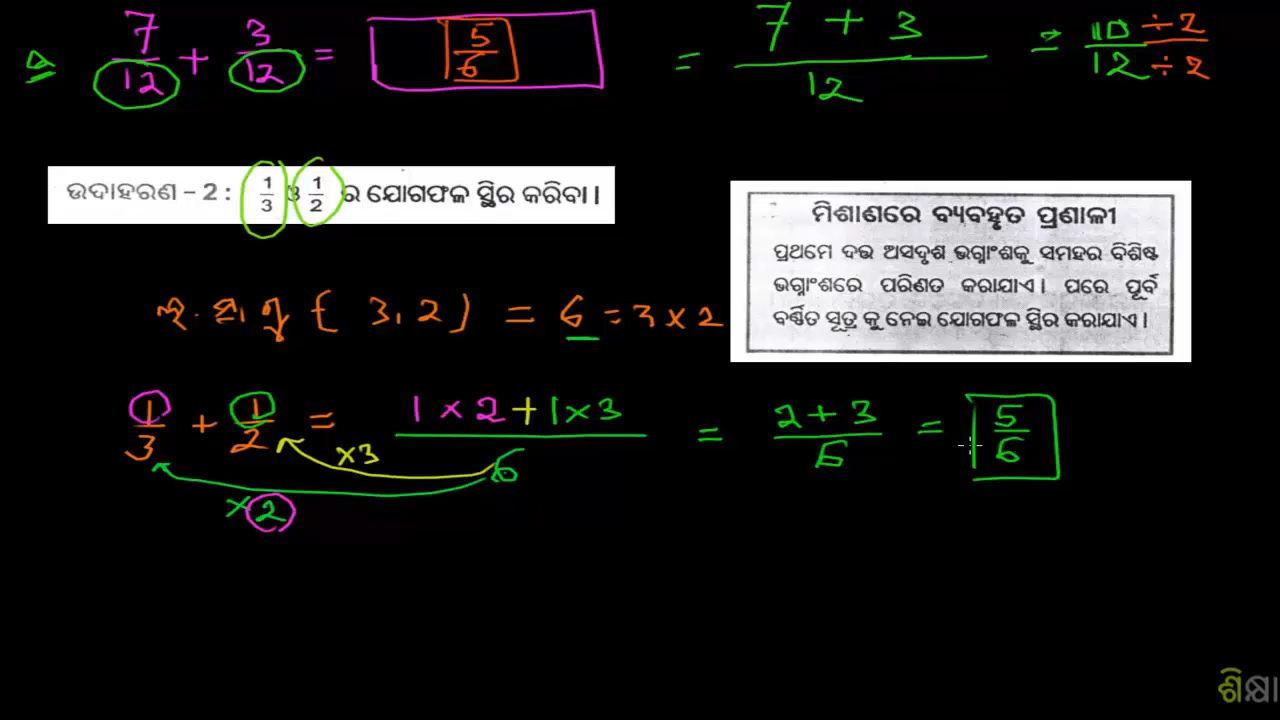 7/12 + 3/12 = 5/6 = 7 + 3/12 = 10 ÷ 2/12 ÷ 2
ଉଦାହରଣ – 2 : 1/3 ଓ 1/2 ର ଯୋଗଫଳ ସ୍ଥିର କରିବା ।
ମିଶାଣରେ ବ୍ୟବହୃତ ପ୍ରଣାଳୀ
ପ୍ରଥମେ ଦଉ ଅସଦୃଶ ଭଗ୍ନାଂଶକୁ ସମହର ବିଶିଷ୍ଟ
ଭଗ୍ନାଂଶରେ ପରିଣତ କରାଯାଏ । ପରେ ପୂର୍ବ
ବର୍ଣ୍ଣିତ ସୂତ୍ର କୁ ନେଇ ଯୋଗଫଳ ସ୍ଥିର କରାଯାଏ ।
ଲ. ସା. ଗୁ { 3, 2 ) = 6 = 3 × 2
1/3 + 1/2 = 1 × 2 + 1 × 3/6 = 2 + 3/6 = 5/6
×3
×2
ଶିକ୍ଷା